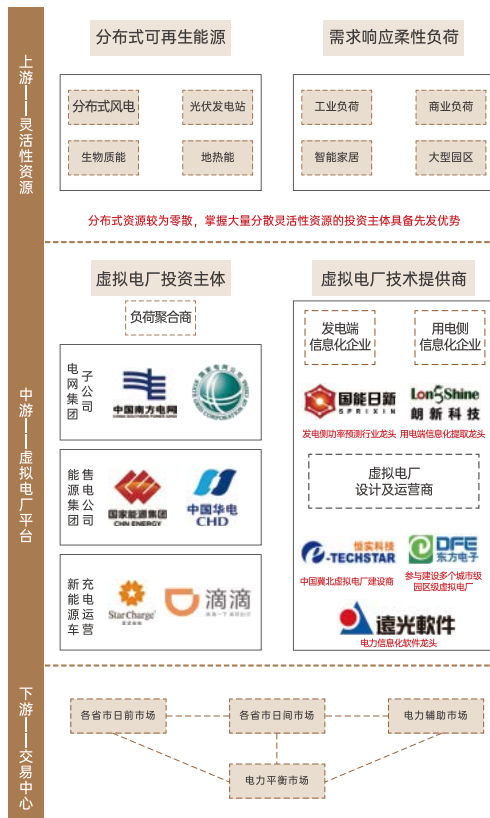 上游——灵活性资源
分布式可再生能源
需求响应柔性负荷
分布式风电
光伏发电站
工业负荷
商业负荷
生物质能
地热能
智能家居
大型园区
分布式资源较为零散，掌握大量分散灵活性资源的投资主体具备先发优势
中游——虚拟电厂平台
虚拟电厂投资主体
虚拟电厂技术提供商
负荷聚合商
发电端
信息化企业
用电侧
信息化企业
电网集团
子公司
中国南方电网
国能日新
SPRIXIN
LongShine
朗新科技
发电侧功率预测行业龙头
用电端信息化提取龙头
能源集团
售电公司
国家能源集团
CHN ENERGY
中国华电
CHD
虚拟电厂
设计及运营商
恒实科技
e-TECHSTAR
DFE
东方电子
中国冀北虚拟电厂建设商
参与建设多个城市级
园区级虚拟电厂
新能源车
充电运营
Star Charge
滴滴
遠光軟件
电力信息化软件龙头
下游——交易中心
各省市日前市场
各省市日间市场
电力辅助市场
电力平衡市场